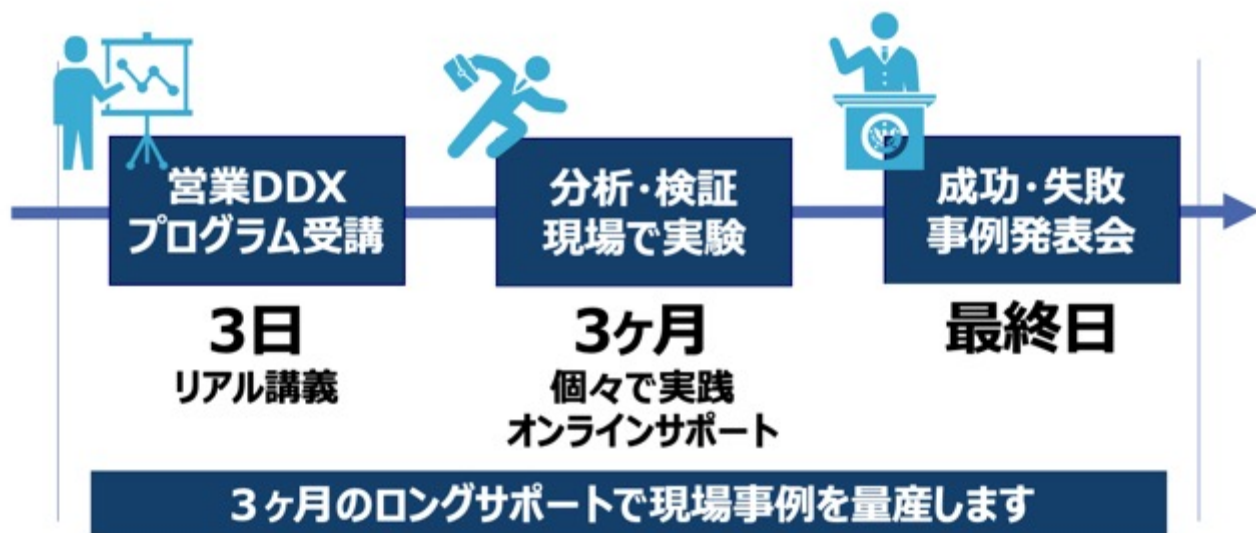 営業DDX
プログラム受講
分析・検証
現場で実験
成功・失敗
事例発表会
3日
リアル講義
3ヶ月
個々で実践
オンラインサポート
最終日
3ヶ月のロングサポートで現場事例を量産します